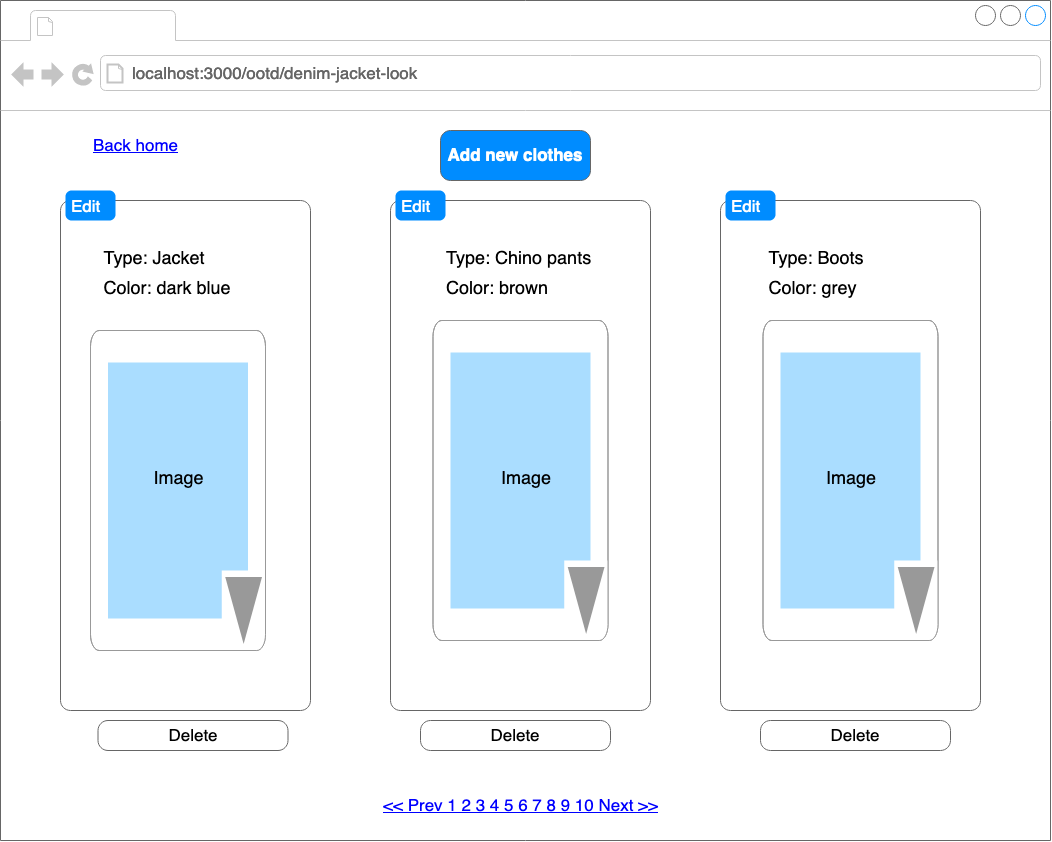 localhost:3000/ootd/denim-jacket-look
Back home
Add new clothes
Edit
Type: Jacket
Color: dark blue
Image
Delete
Edit
Type: Chino pants
Color: brown
Image
Delete
Edit
Type: Boots
Color: grey
Image
Delete
<< Prev 1 2 3 4 5 6 7 8 9 10 Next >>